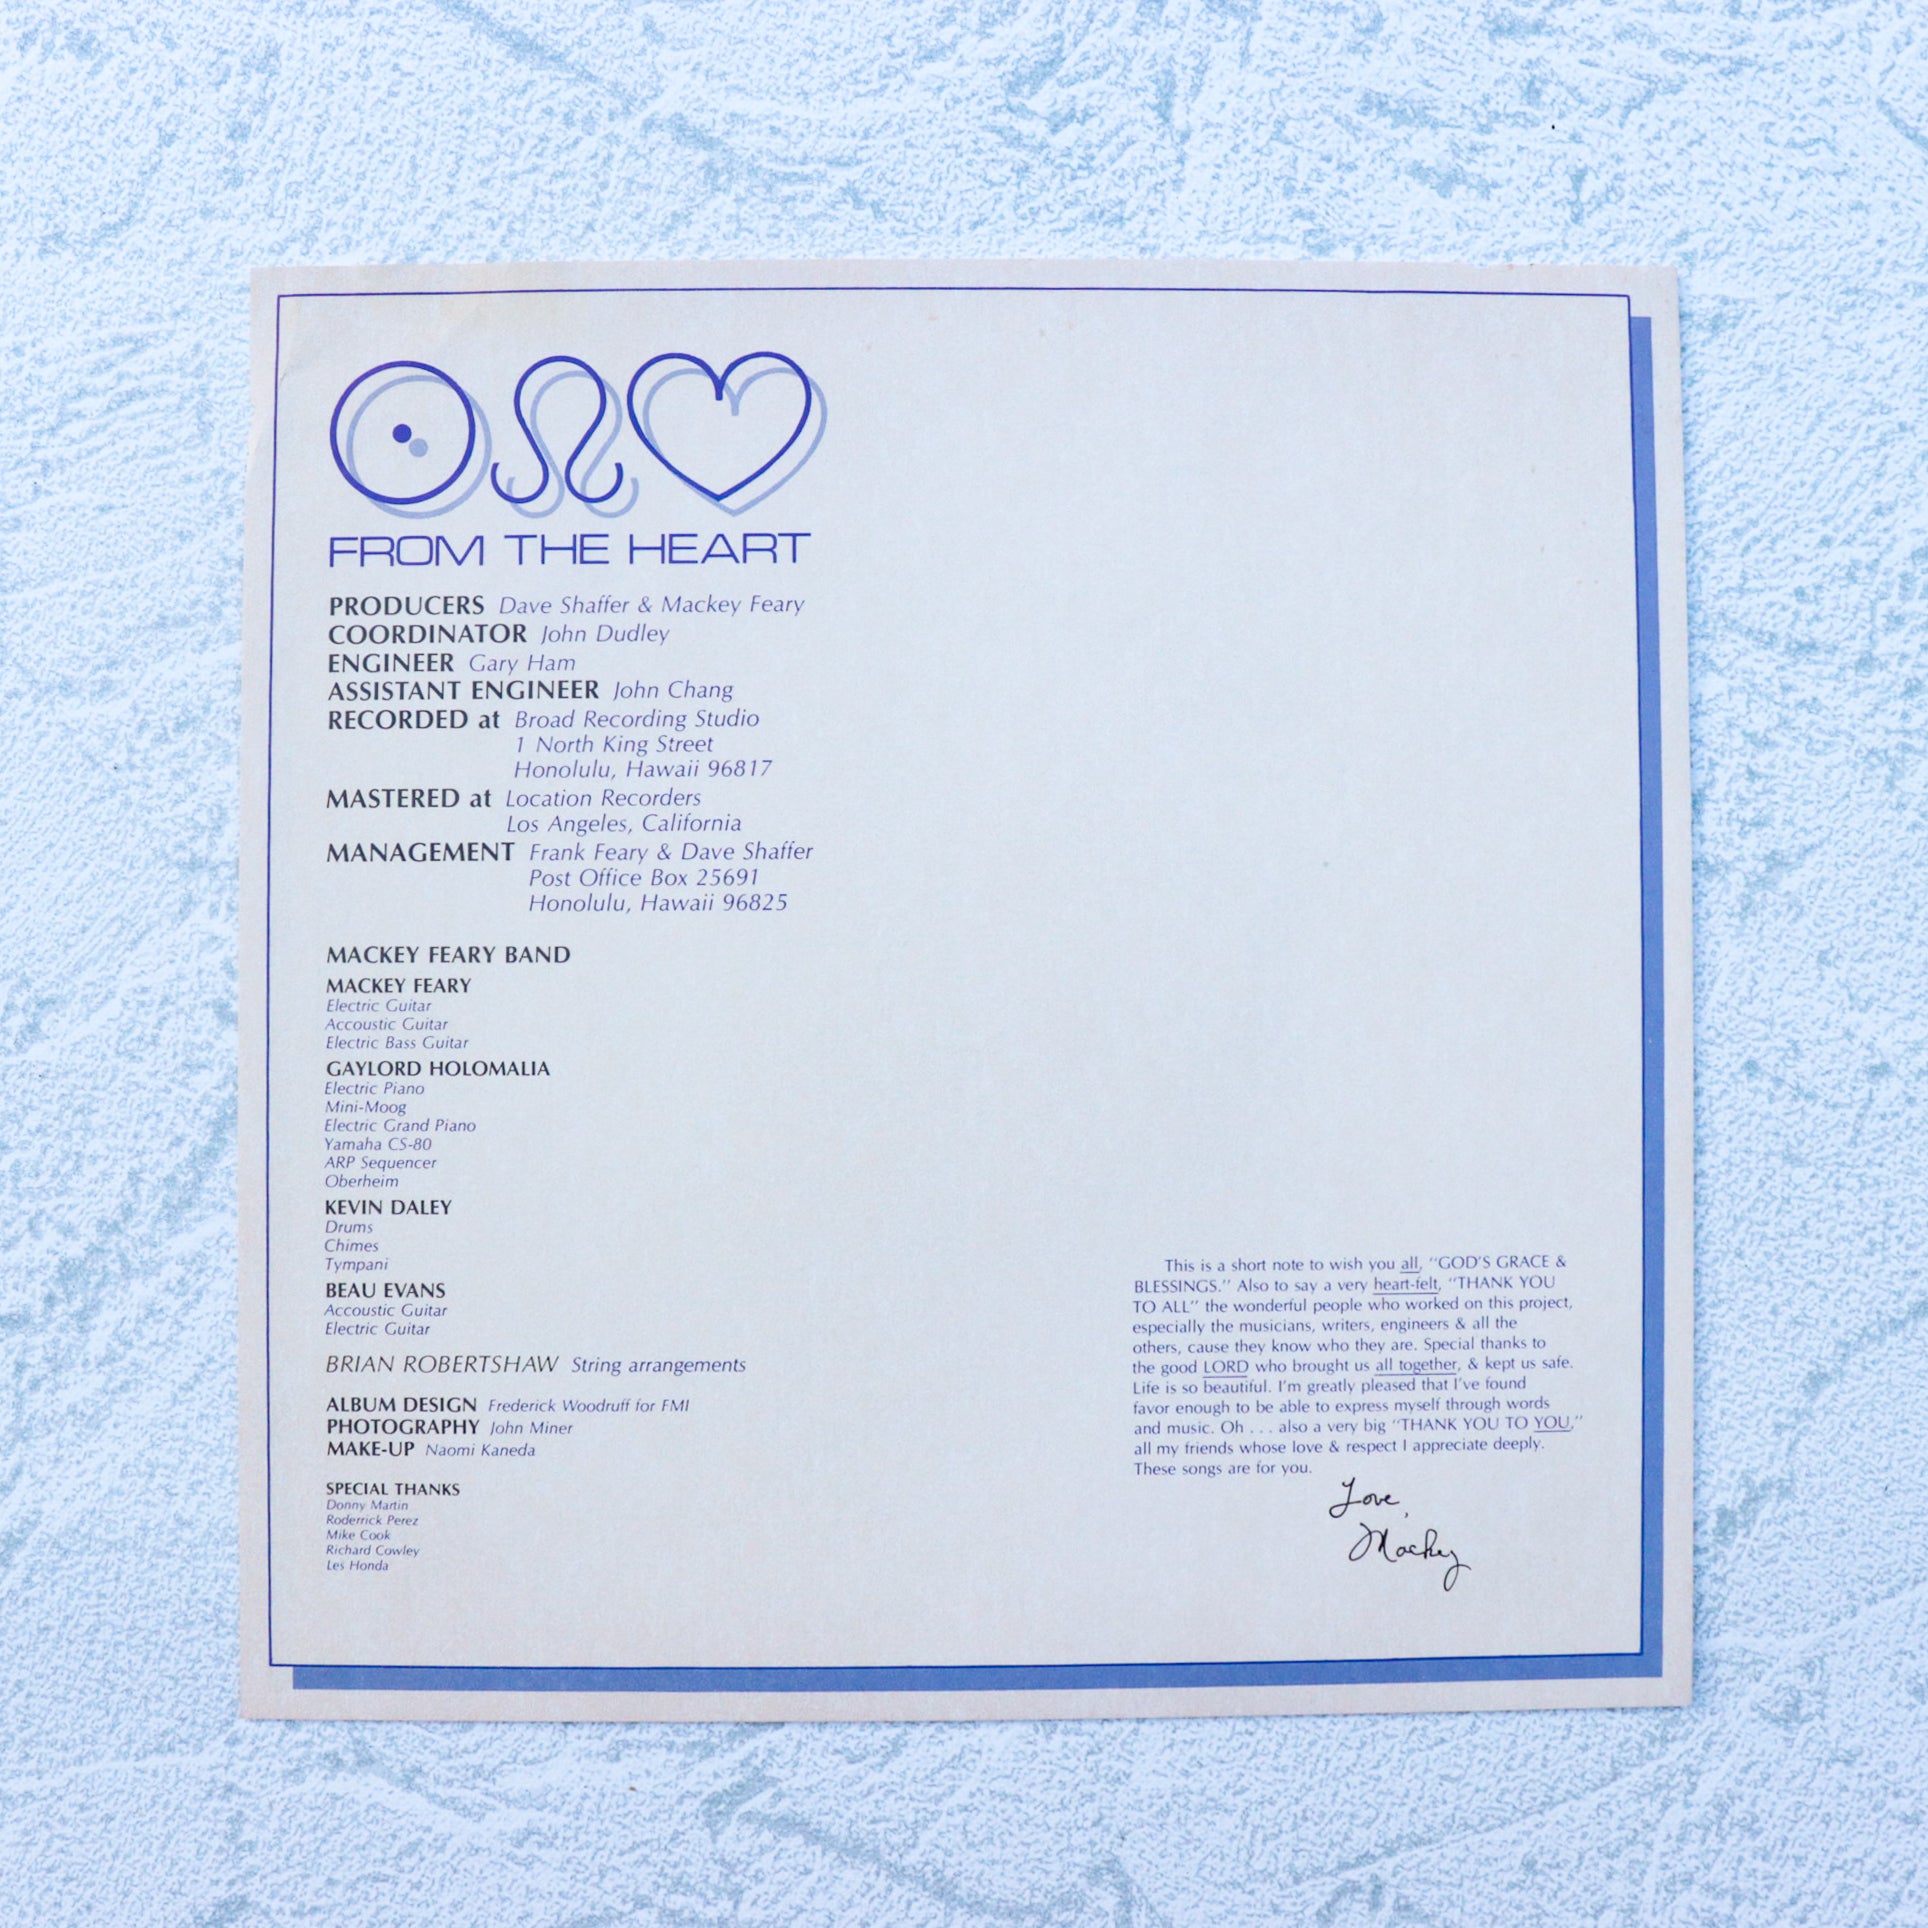 FROM THE HEART
PRODUCERS Dave Shaffer & Mackey Feary
COORDINATOR John Dudley
ENGINEER Gary Ham
ASSISTANT ENGINEER John Chang
RECORDED at Broad Recording Studio
1 North King Street
Honolulu, Hawaii 96817
MASTERED at Location Recorders
Los Angeles, California
MANAGEMENT Frank Feary & Dave Shaffer
Post Office Box 25691
Honolulu, Hawaii 96825
MACKEY FEARY BAND
MACKEY FEARY
Electric Guitar
Accoustic Guitar
Electric Bass Guitar
GAYLORD HOLOMALIA
Electric Piano
Mini-Moog
Electric Grand Piano
Yamaha CS-80
ARP Sequencer
Oberheim
KEVIN DALEY
Drums
Chimes
Tympani
BEAU EVANS
Accoustic Guitar
Electric Guitar
BRIAN ROBERTSHAW String arrangements
ALBUM DESIGN Frederick Woodruff for FMI
PHOTOGRAPHY John Miner
MAKE-UP Naomi Kaneda
SPECIAL THANKS
Donny Martin
Roderrick Perez
Mike Cook
Richard Cowley
Les Honda
This is a short note to wish you all, "GOD'S GRACE &
BLESSINGS." Also to say a very heart-felt, "THANK YOU
TO ALL" the wonderful people who worked on this project,
especially the musicians, writers, engineers & all the
others, cause they know who they are. Special thanks to
the good LORD who brought us all together, & kept us safe.
Life is so beautiful. I'm greatly pleased that I've found
favor enough to be able to express myself through words
and music. Oh . . . also a very big "THANK YOU TO YOU,"
all my friends whose love & respect I appreciate deeply.
These songs are for you.
Love,
Mackey